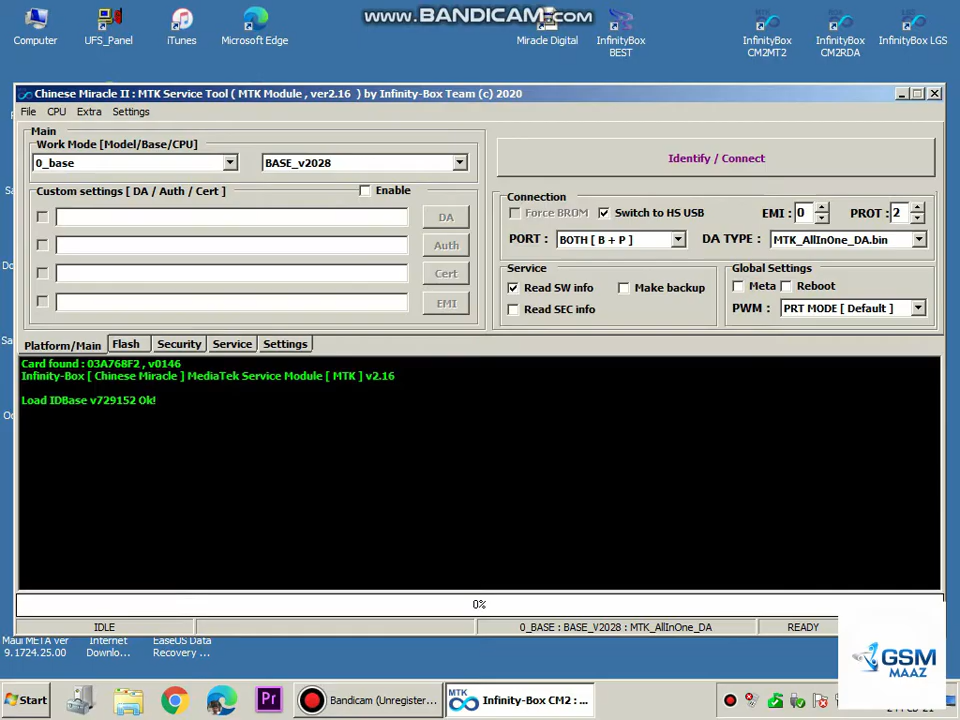 www.BANDICAM.com
Computer
UFS_Panel
iTunes
Microsoft Edge
Miracle Digital
InfinityBox
BEST
InfinityBox
CM2MT2
InfinityBox
CM2RDA
InfinityBox LGS
Chinese Miracle II : MTK Service Tool ( MTK Module , ver2.16 ) by Infinity-Box Team (c) 2020
File CPU Extra Settings
Main
Work Mode [Model/Base/CPU]
0_base
BASE_v2028
Identify / Connect
Custom settings [ DA / Auth / Cert ]
Enable
DA
Auth
Cert
EMI
Connection
Force BROM
Switch to HS USB
EMI : 0
PROT : 2
PORT : BOTH [ B + P ]
DA TYPE : MTK_AllInOne_DA.bin
Service
Read SW info
Make backup
Read SEC info
Global Settings
Meta
Reboot
PWM : PRT MODE [ Default ]
Platform/Main Flash Security Service Settings
Card found : 03A768F2 , v0146
Infinity-Box [ Chinese Miracle ] MediaTek Service Module [ MTK ] v2.16
Load IDBase v729152 Ok!
0%
IDLE
0_BASE : BASE_V2028 : MTK_AllInOne_DA
READY
Maui META ver
9.1724.25.00
Internet
Downlo...
EaseUS Data
Recovery ...
GSM
MAAZ
Start
Pr
Bandicam (Unregister...
MTK
Infinity-Box CM2 : ...